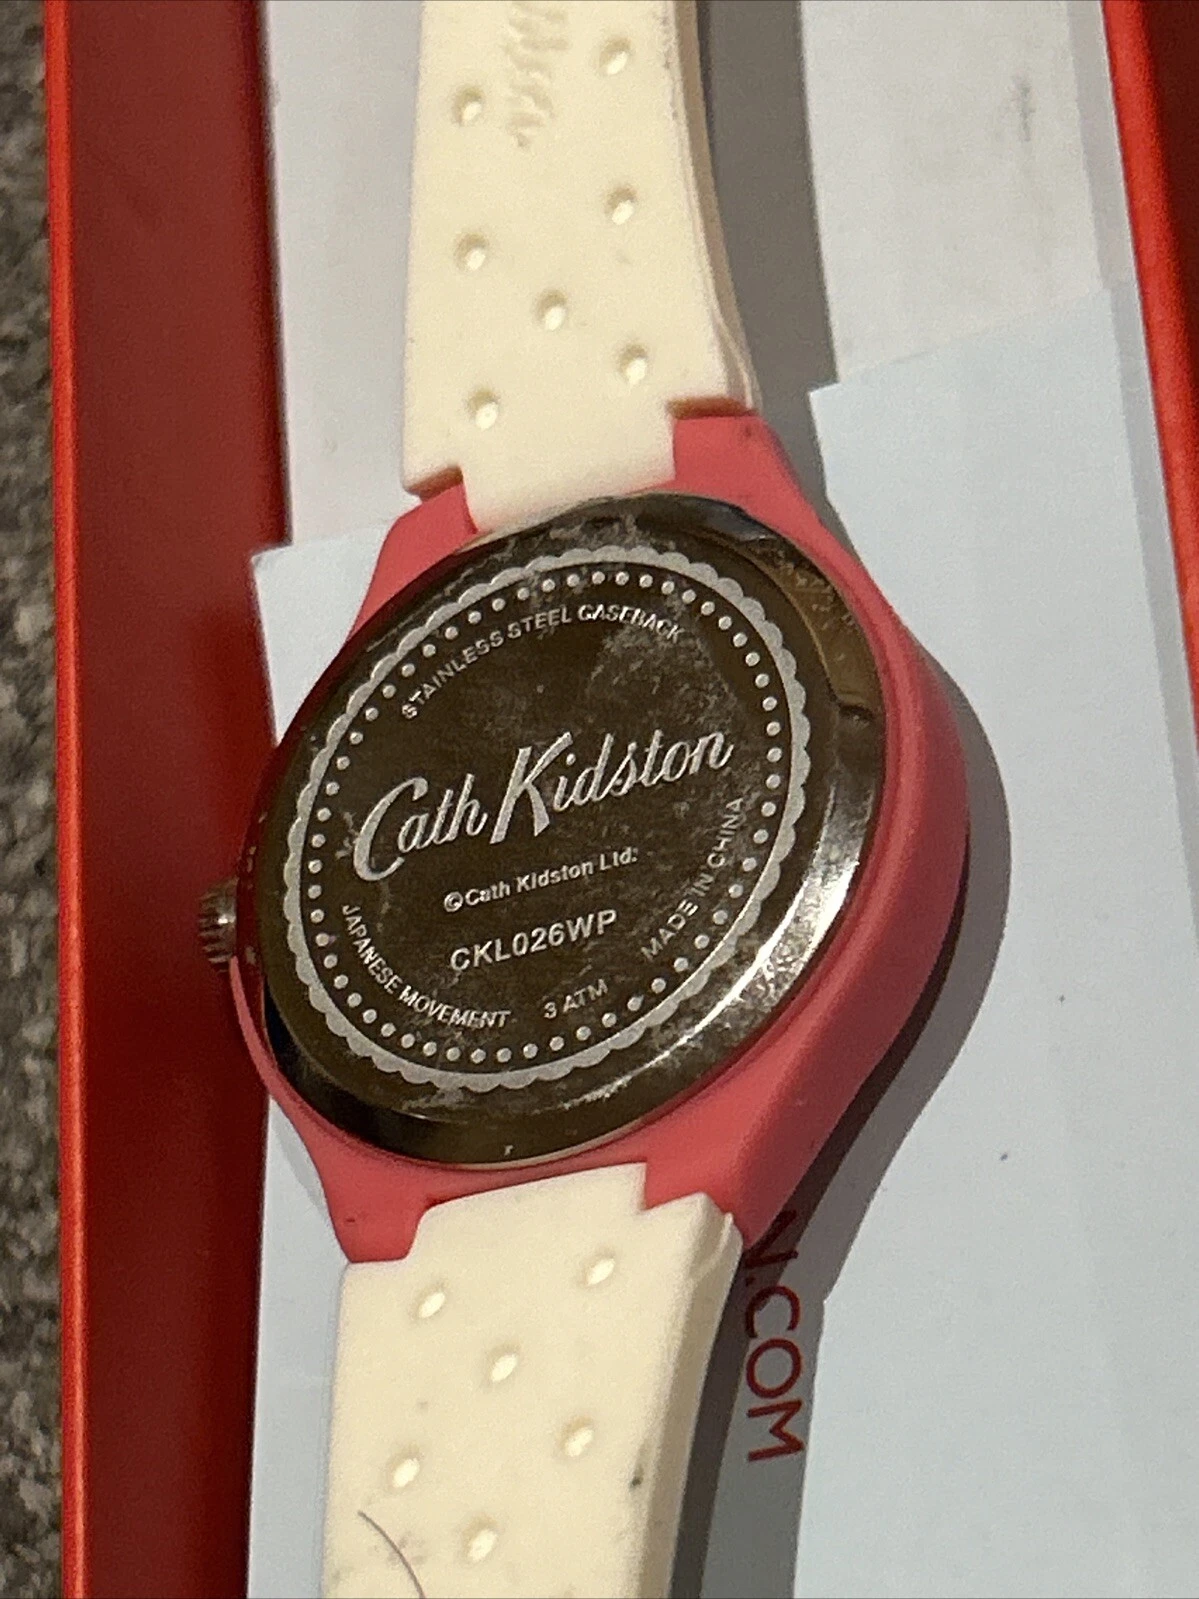 STAINLESS STEEL CASEBACK
Cath Kidston
©Cath Kidston Ltd.
CKL026WP
JAPANESE MOVEMENT
3 ATM
MADE IN CHINA
N.COM